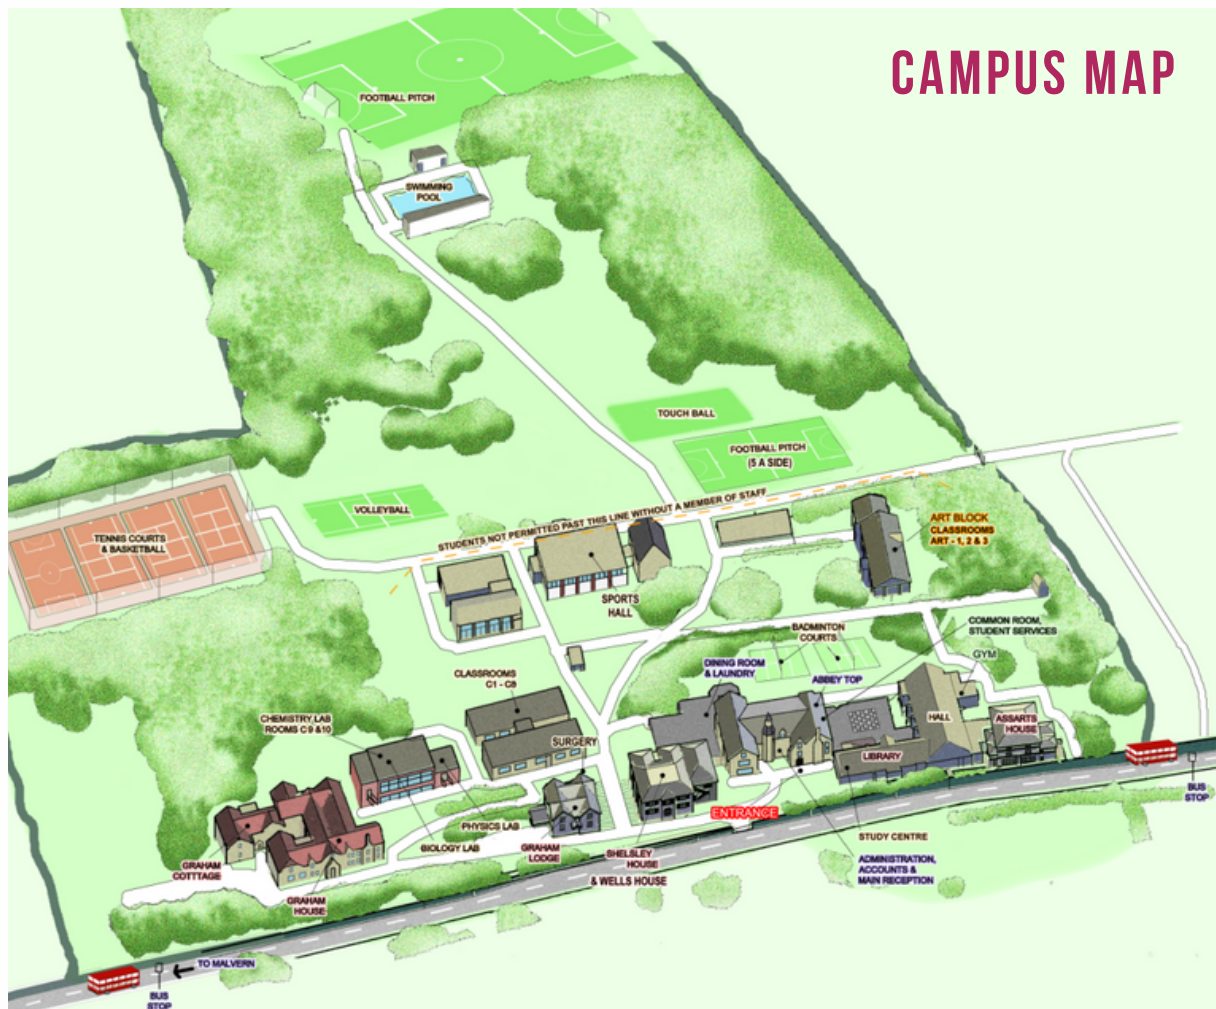 CAMPUS MAP
FOOTBALL PITCH
SWIMMING
POOL
TOUCH BALL
FOOTBALL PITCH
(5 A SIDE)
VOLLEYBALL
STUDENTS NOT PERMITTED PAST THIS LINE WITHOUT A MEMBER OF STAFF
TENNIS COURTS
& BASKETBALL
ART BLOCK
CLASSROOMS
ART - 1, 2 & 3
SPORTS
HALL
BADMINTON
COURTS
COMMON ROOM,
STUDENT SERVICES
GYM
DINING ROOM
& LAUNDRY
ABBEY TOP
CLASSROOMS
C1 - C8
CHEMISTRY LAB
ROOMS C9 &10
SURGERY
HALL
ASSARTS
HOUSE
LIBRARY
BUS
STOP
ENTRANCE
PHYSICS LAB
BIOLOGY LAB
GRAHAM
LODGE
STUDY CENTRE
SHELSLEY
HOUSE
& WELLS HOUSE
ADMINISTRATION,
ACCOUNTS &
MAIN RECEPTION
GRAHAM
COTTTAGE
GRAHAM
HOUSE
TO MALVERN
BUS
STOP